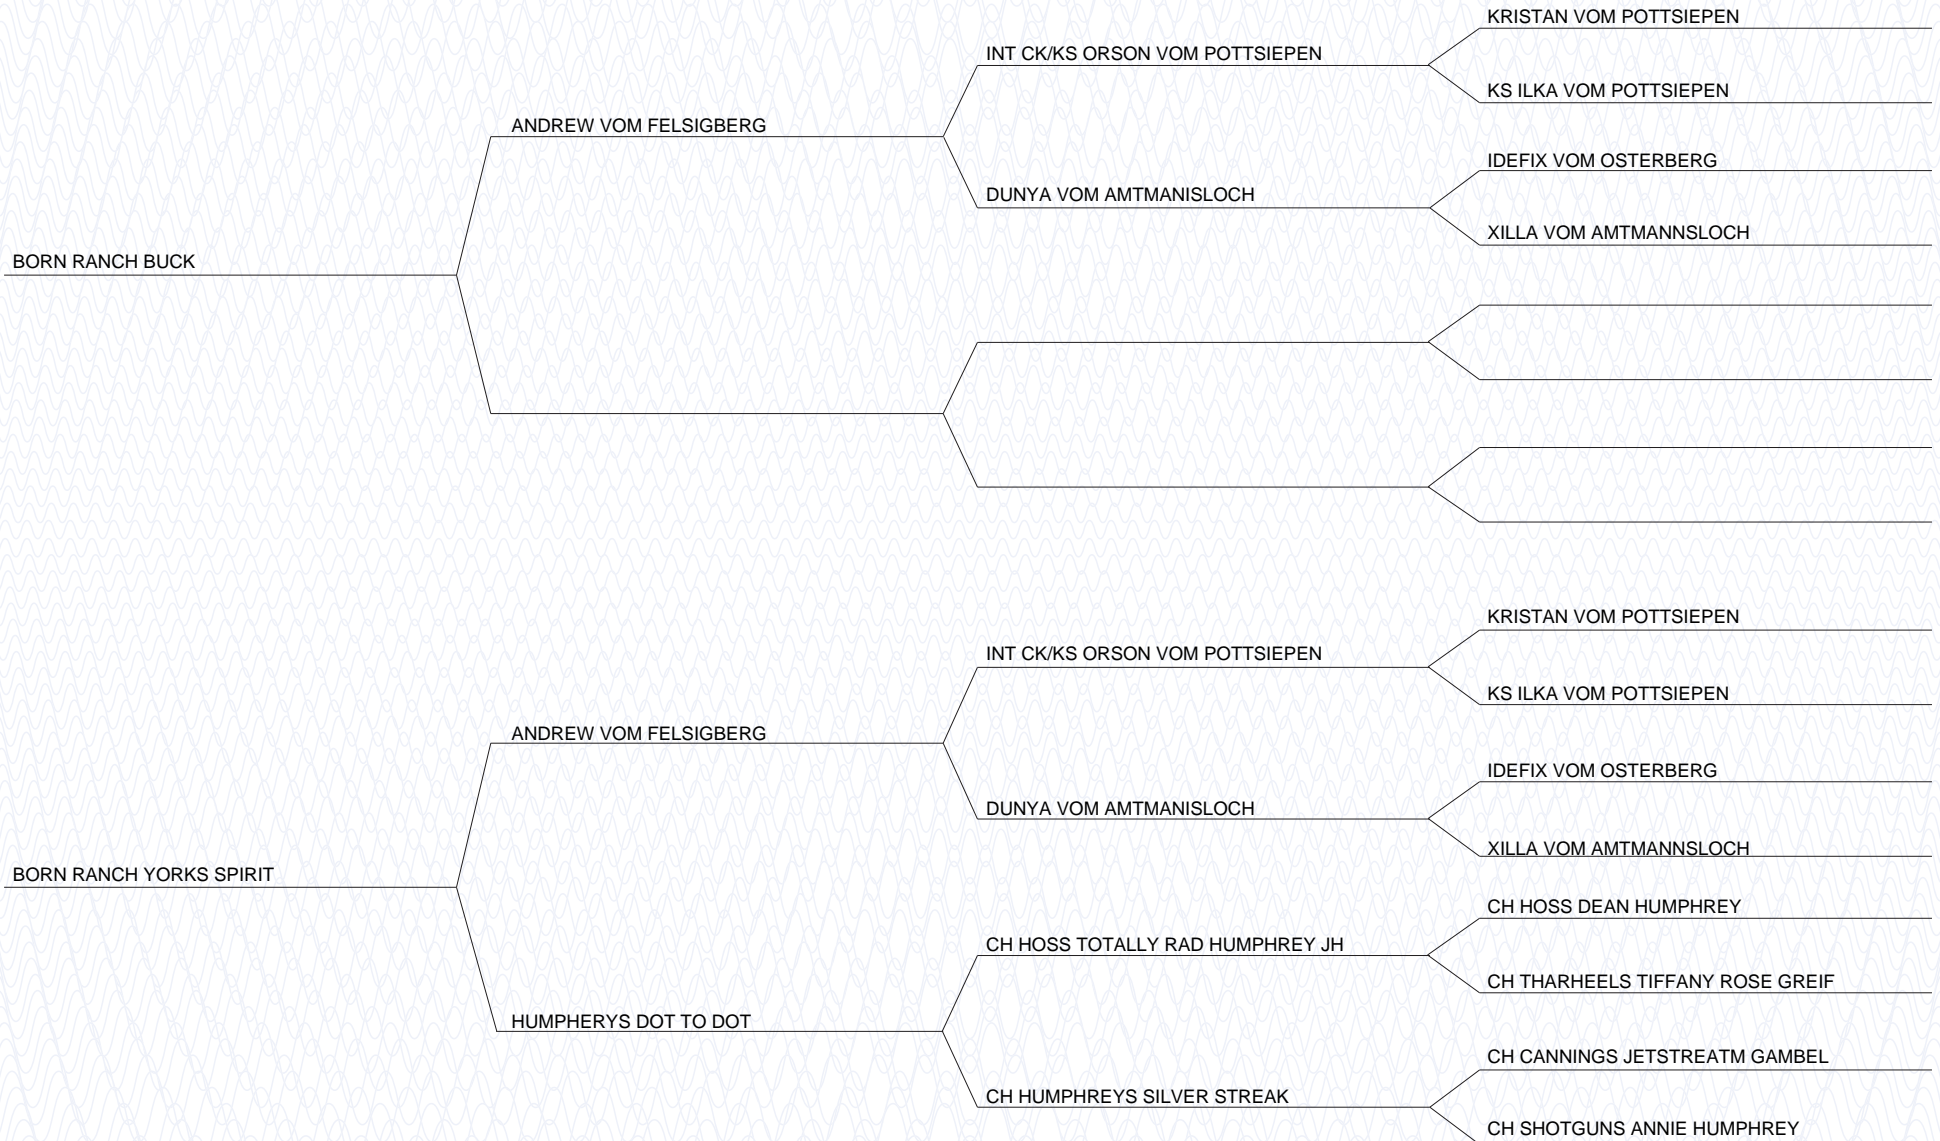 KRISTAN VOM POTTSIEPEN
INT CK/KS ORSON VOM POTTSIEPEN
KS ILKA VOM POTTSIEPEN
ANDREW VOM FELSIGBERG
IDEFIX VOM OSTERBERG
DUNYA VOM AMTMANISLOCH
XILLA VOM AMTMANNSLOCH
BORN RANCH BUCK
KRISTAN VOM POTTSIEPEN
INT CK/KS ORSON VOM POTTSIEPEN
KS ILKA VOM POTTSIEPEN
ANDREW VOM FELSIGBERG
IDEFIX VOM OSTERBERG
DUNYA VOM AMTMANISLOCH
XILLA VOM AMTMANNSLOCH
BORN RANCH YORKS SPIRIT
CH HOSS DEAN HUMPHREY
CH HOSS TOTALLY RAD HUMPHREY JH
CH THARHEELS TIFFANY ROSE GREIF
HUMPHERYS DOT TO DOT
CH CANNINGS JETSTREATM GAMBEL
CH HUMPHREYS SILVER STREAK
CH SHOTGUNS ANNIE HUMPHREY